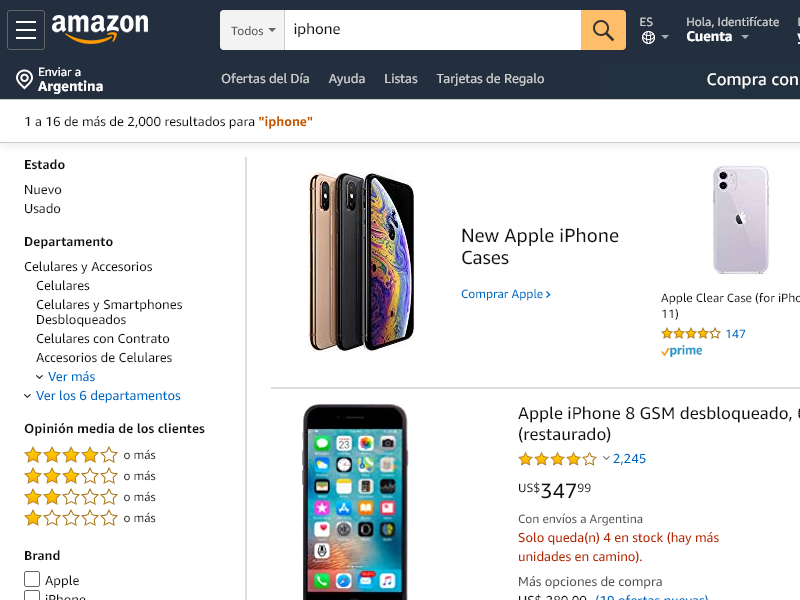 amazon
Todos
iphone
ES
Hola, Identifícate
Cuenta
Enviar a
Argentina
Ofertas del Día
Ayuda
Listas
Tarjetas de Regalo
Compra con
1 a 16 de más de 2,000 resultados para "iphone"
Estado
Nuevo
Usado
Departamento
Celulares y Accesorios
Celulares
Celulares y Smartphones
Desbloqueados
Celulares con Contrato
Accesorios de Celulares
Ver más
Ver los 6 departamentos
Opinión media de los clientes
o más
o más
o más
o más
Brand
Apple
iPhone
New Apple iPhone
Cases
Comprar Apple
Apple Clear Case (for iPho
11)
147
prime
Apple iPhone 8 GSM desbloqueado,
(restaurado)
2,245
US$34799
Con envíos a Argentina
Solo queda(n) 4 en stock (hay más
unidades en camino).
Más opciones de compra
US$ 280.00 (19 ofertas nuevas)